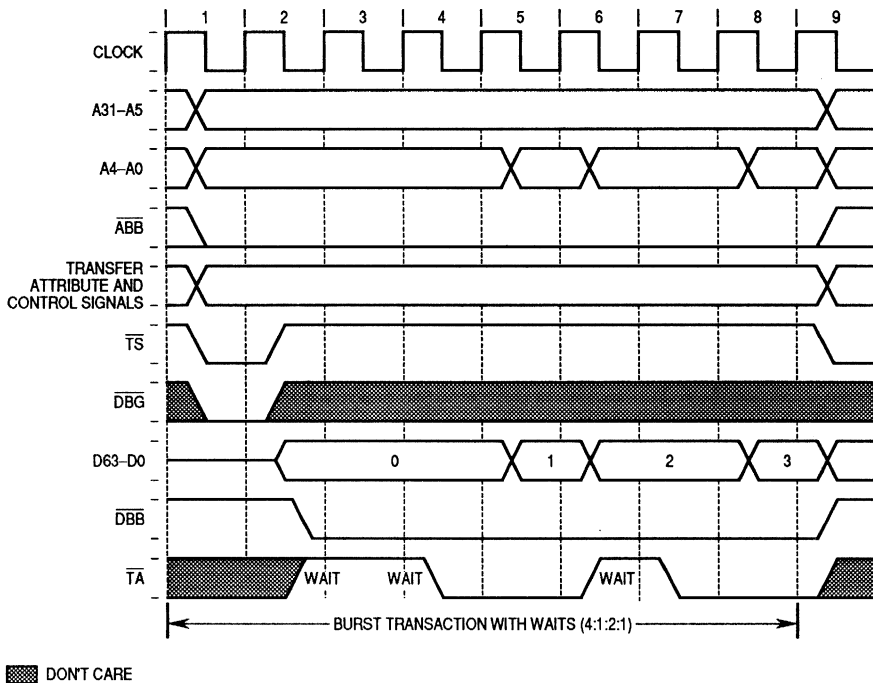 1 2 3 4 5 6 7 8 9
CLOCK
A31–A5
A4–A0
ABB
TRANSFER
ATTRIBUTE AND
CONTROL SIGNALS
TS
DBG
D63–D0 0 1 2 3
DBB
TA WAIT WAIT WAIT
BURST TRANSACTION WITH WAITS (4:1:2:1)
DON'T CARE